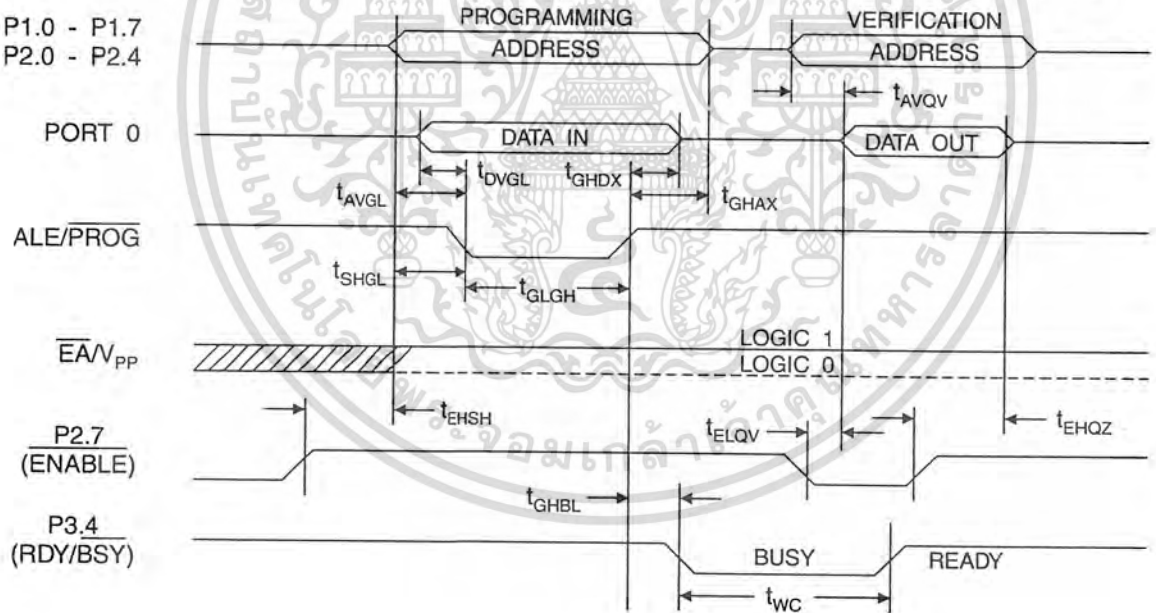 PROGRAMMING
VERIFICATION
P1.0 - P1.7
P2.0 - P2.4
ADDRESS
ADDRESS
tAVQV
PORT 0
DATA IN
DATA OUT
tDVGL
tGHDX
tAVGL
tGHAX
ALE/PROG
tSHGL
tGLGH
EA/VPP
LOGIC 1
LOGIC 0
tEHSH
tELQV
tEHQZ
P2.7
(ENABLE)
tGHBL
P3.4
(RDY/BSY)
BUSY
READY
tWC